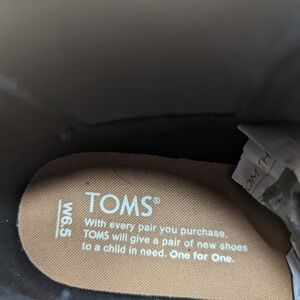 W6.5
TOMS®
With every pair you purchase,
TOMS will give a pair of new shoes
to a child in need. One for One.